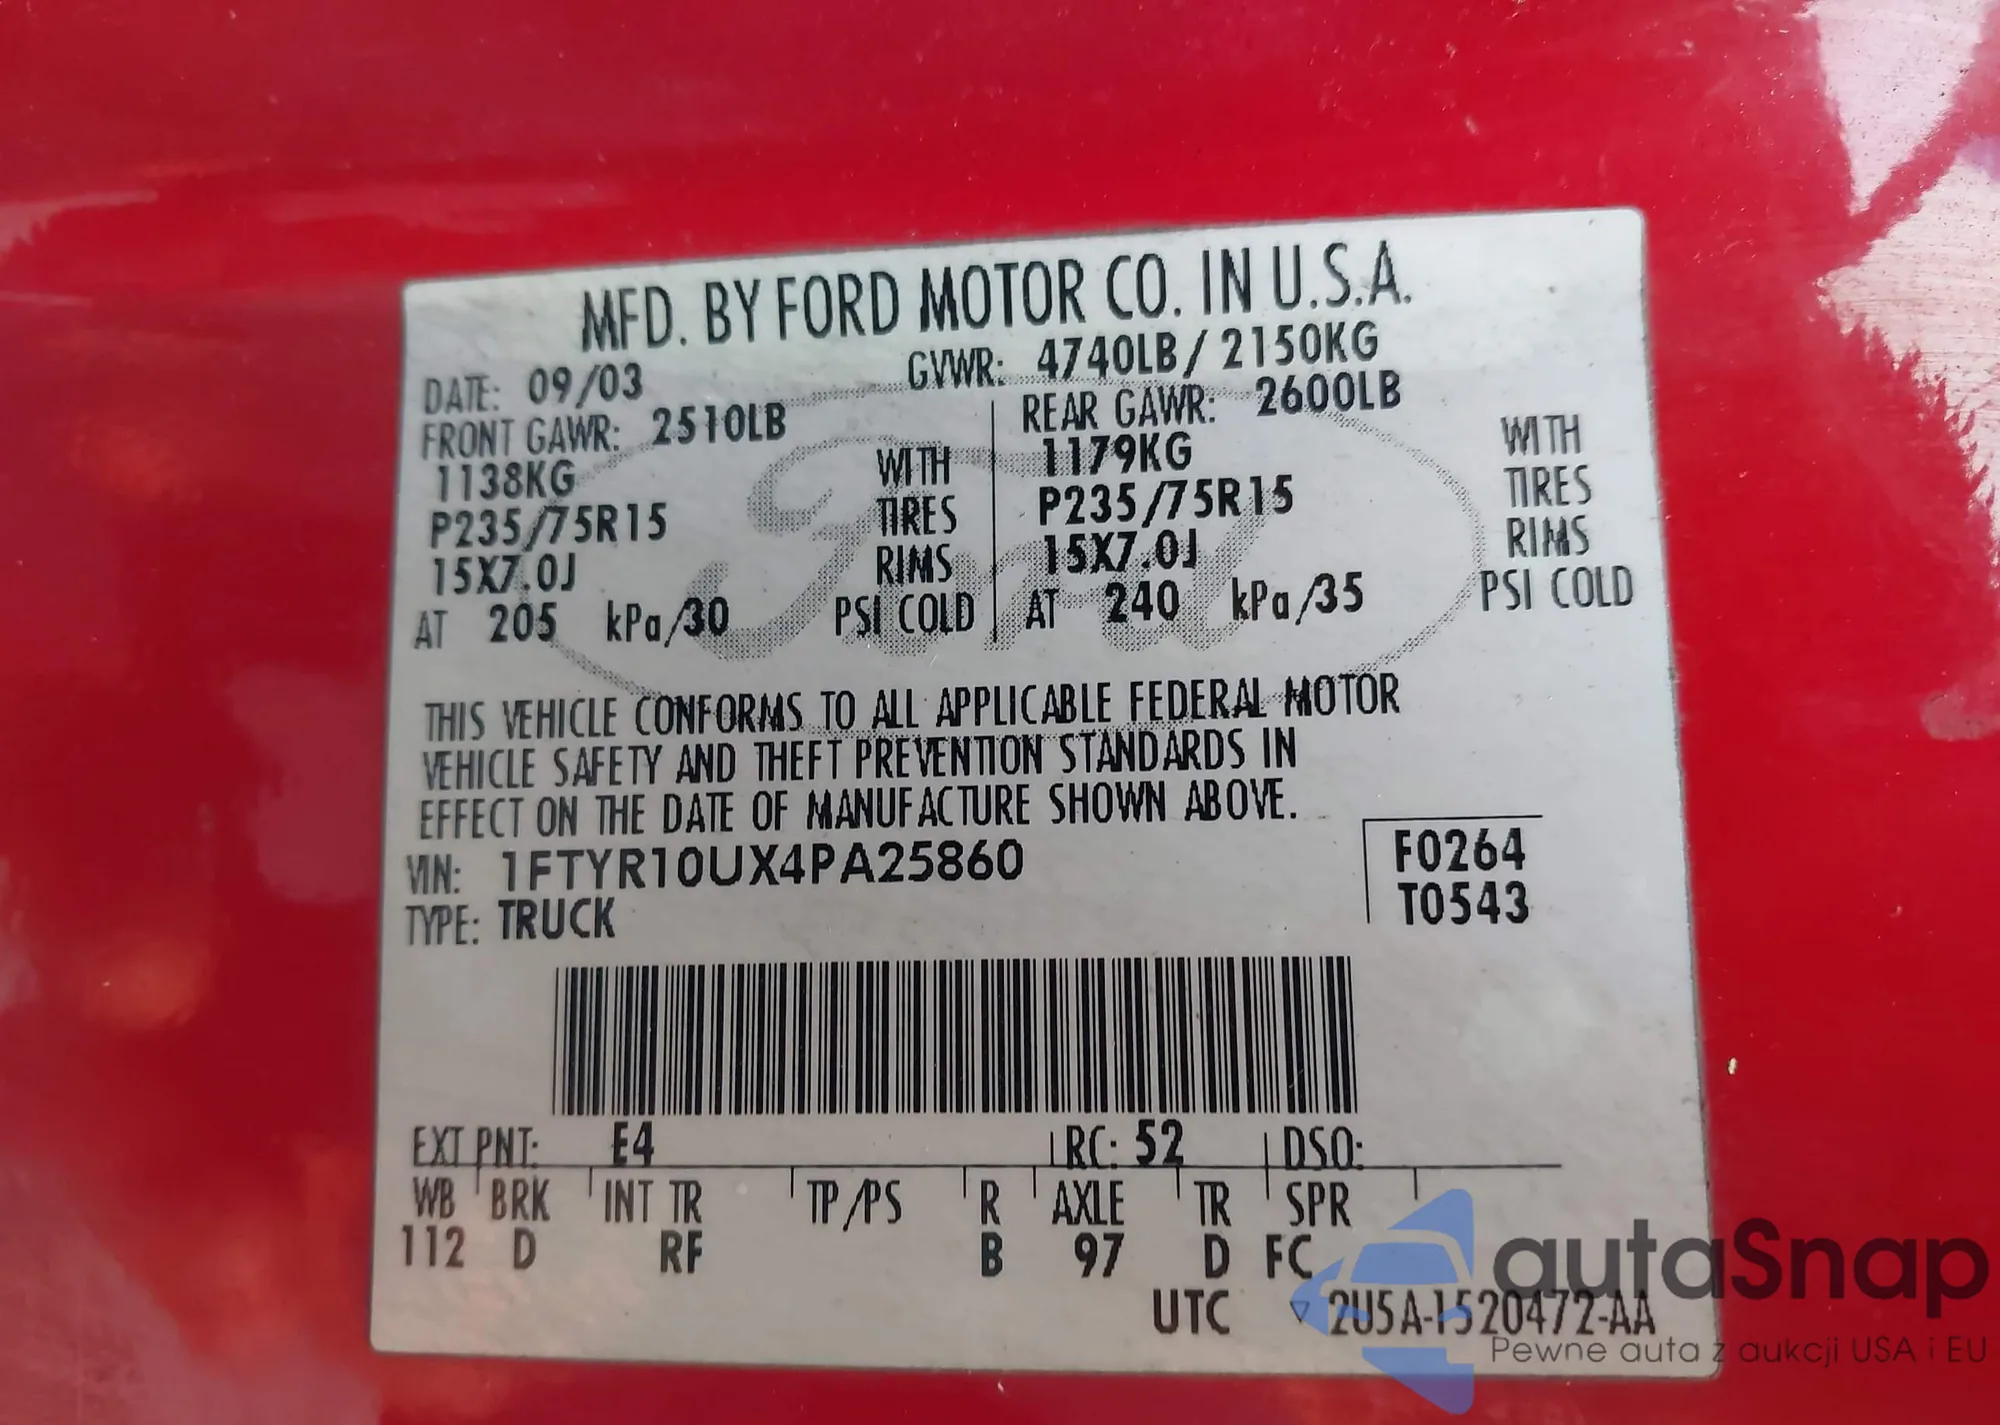 MFD. BY FORD MOTOR CO. IN U.S.A.
DATE: 09/03 GVWR: 4740LB / 2150KG
FRONT GAWR: 2510LB REAR GAWR: 2600LB
1138KG WITH 1179KG WITH
P235/75R15 TIRES P235/75R15 TIRES
15X7.0J RIMS 15X7.0J RIMS
AT 205 kPa/30 PSI COLD AT 240 kPa/35 PSI COLD
Ford
THIS VEHICLE CONFORMS TO ALL APPLICABLE FEDERAL MOTOR
VEHICLE SAFETY AND THEFT PREVENTION STANDARDS IN
EFFECT ON THE DATE OF MANUFACTURE SHOWN ABOVE.
VIN: 1FTYR10UX4PA25860 F0264
TYPE: TRUCK T0543
EXT PNT: E4 RC: 52 DSO:
WB BRK INT TR TP/PS R AXLE TR SPR
112 D RF B 97 D FC
UTC ▽ 2U5A-1520472-AA
autaSnap
Pewne auta z aukcji USA i EU